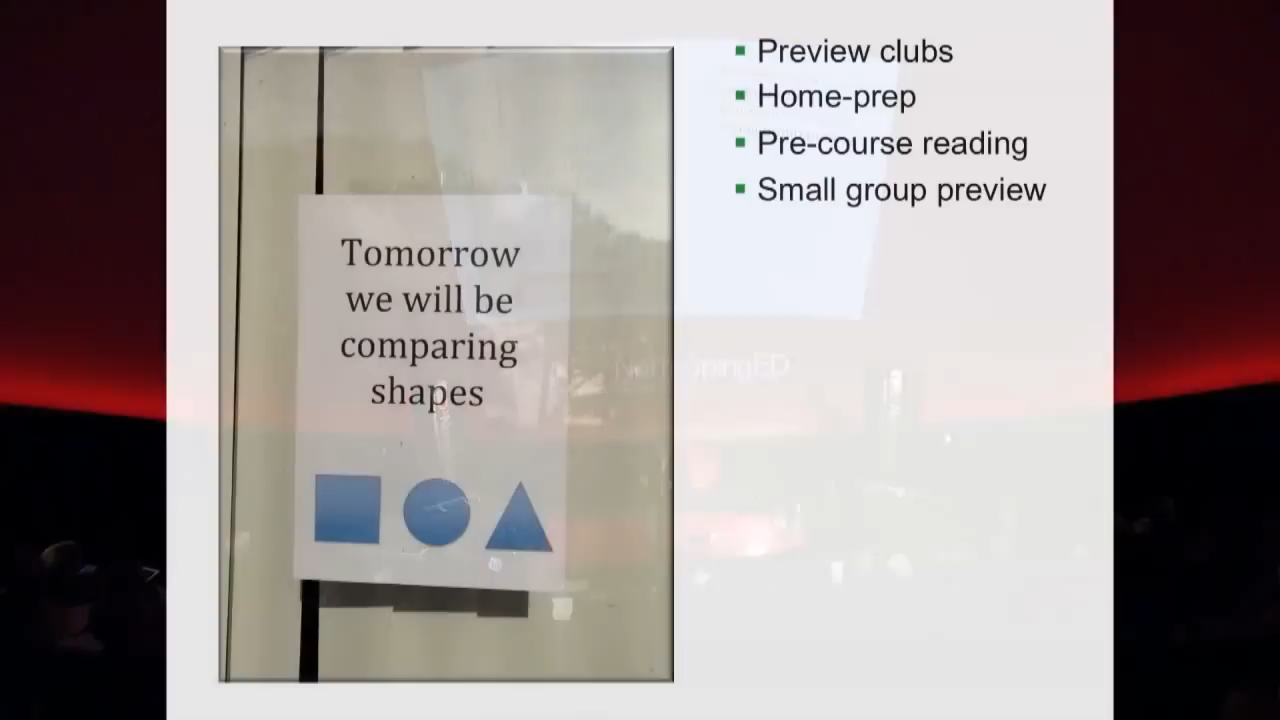 Tomorrow
we will be
comparing
shapes
Preview clubs
Home-prep
Pre-course reading
Small group preview